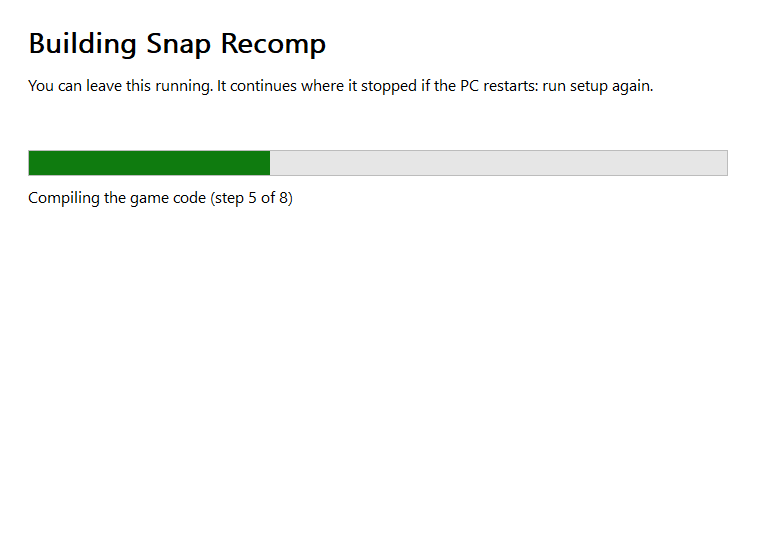 Building Snap Recomp
You can leave this running. It continues where it stopped if the PC restarts: run setup again.
Compiling the game code (step 5 of 8)